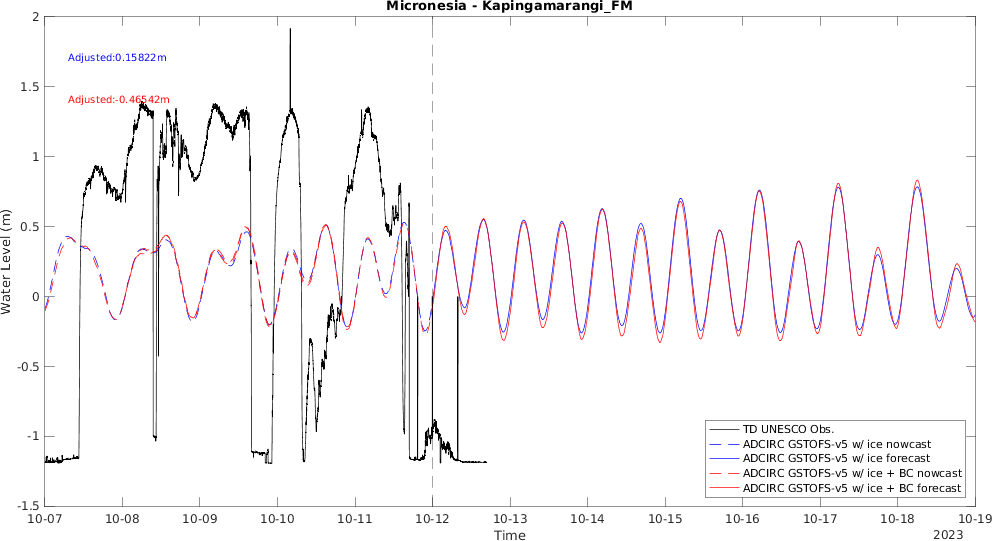 Micronesia - Kapingamarangi_FM
Adjusted:0.15822m
Adjusted:-0.46542m
Water Level (m)
2
1.5
1
0.5
0
-0.5
-1
-1.5
10-07 10-08 10-09 10-10 10-11 10-12 10-13 10-14 10-15 10-16 10-17 10-18 10-19
Time
2023
TD UNESCO Obs.
ADCIRC GSTOFS-v5 w/ ice nowcast
ADCIRC GSTOFS-v5 w/ ice forecast
ADCIRC GSTOFS-v5 w/ ice + BC nowcast
ADCIRC GSTOFS-v5 w/ ice + BC forecast